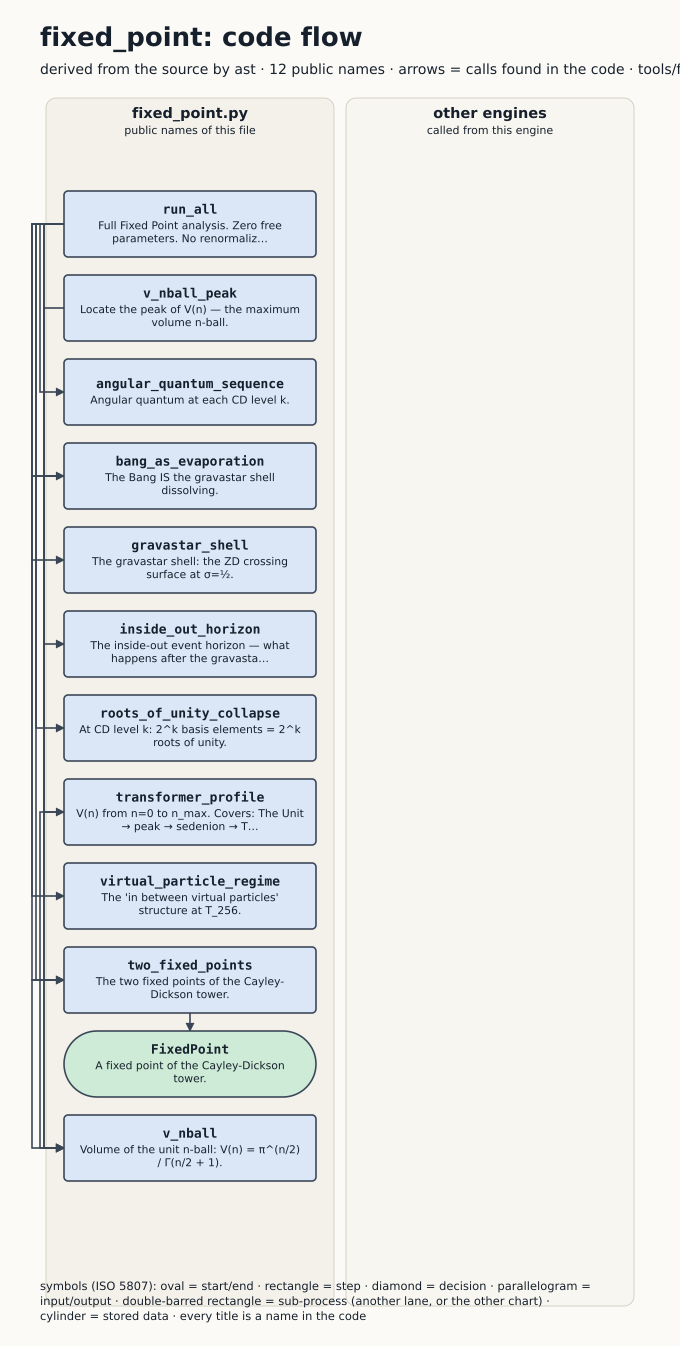 fixed_point: code flow
derived from the source by ast · 12 public names · arrows = calls found in the code · tools/f
fixed_point.py
public names of this file
other engines
called from this engine
run_all
Full Fixed Point analysis. Zero free
parameters. No renormaliz…
v_nball_peak
Locate the peak of V(n) — the maximum
volume n-ball.
angular_quantum_sequence
Angular quantum at each CD level k.
bang_as_evaporation
The Bang IS the gravastar shell
dissolving.
gravastar_shell
The gravastar shell: the ZD crossing
surface at σ=½.
inside_out_horizon
The inside-out event horizon — what
happens after the gravasta…
roots_of_unity_collapse
At CD level k: 2^k basis elements = 2^k
roots of unity.
transformer_profile
V(n) from n=0 to n_max. Covers: The Unit
→ peak → sedenion → T…
virtual_particle_regime
The 'in between virtual particles'
structure at T_256.
two_fixed_points
The two fixed points of the Cayley-
Dickson tower.
FixedPoint
A fixed point of the Cayley-Dickson
tower.
v_nball
Volume of the unit n-ball: V(n) = π^(n/2)
/ Γ(n/2 + 1).
symbols (ISO 5807): oval = start/end · rectangle = step · diamond = decision · parallelogram =
input/output · double-barred rectangle = sub-process (another lane, or the other chart) ·
cylinder = stored data · every title is a name in the code